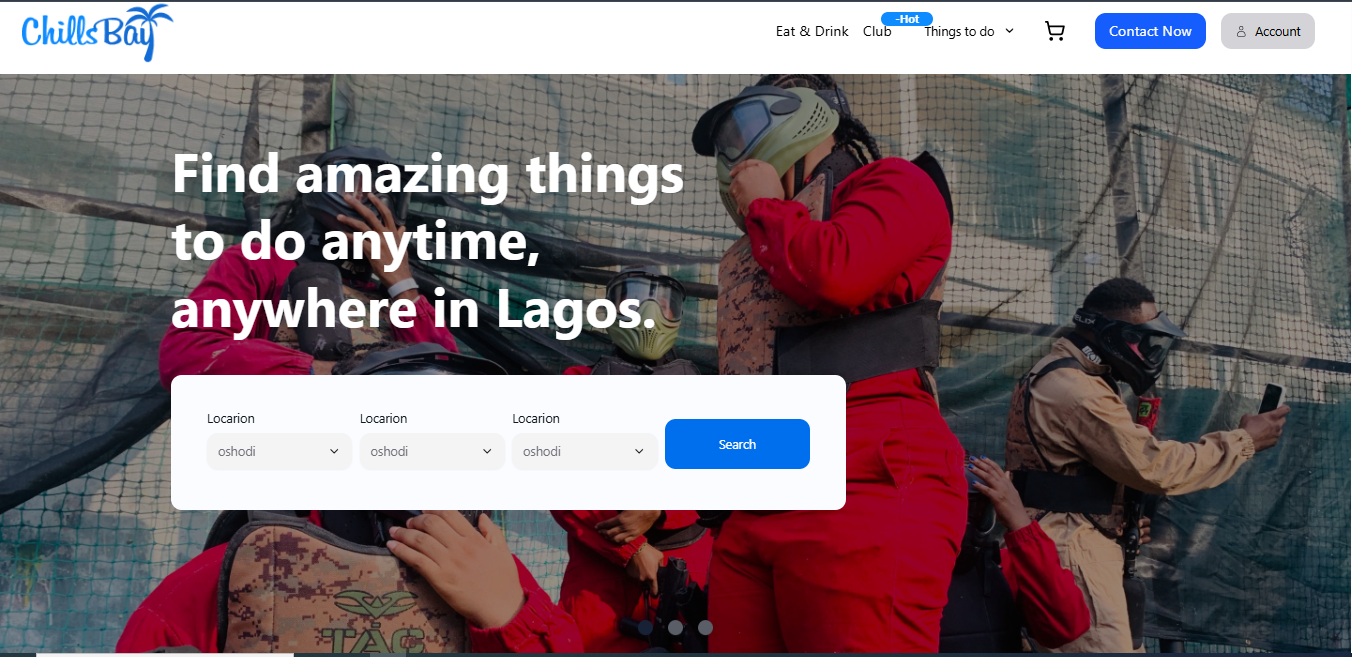 ChillsBay
Eat & Drink
Club
-Hot
Things to do
Contact Now
Account
Find amazing things
to do anytime,
anywhere in Lagos.
Locarion
Locarion
Locarion
oshodi
oshodi
oshodi
Search
TAC